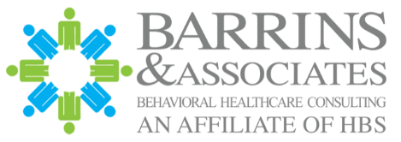 BARRINS
&ASSOCIATES
BEHAVIORAL HEALTHCARE CONSULTING
AN AFFILIATE OF HBS